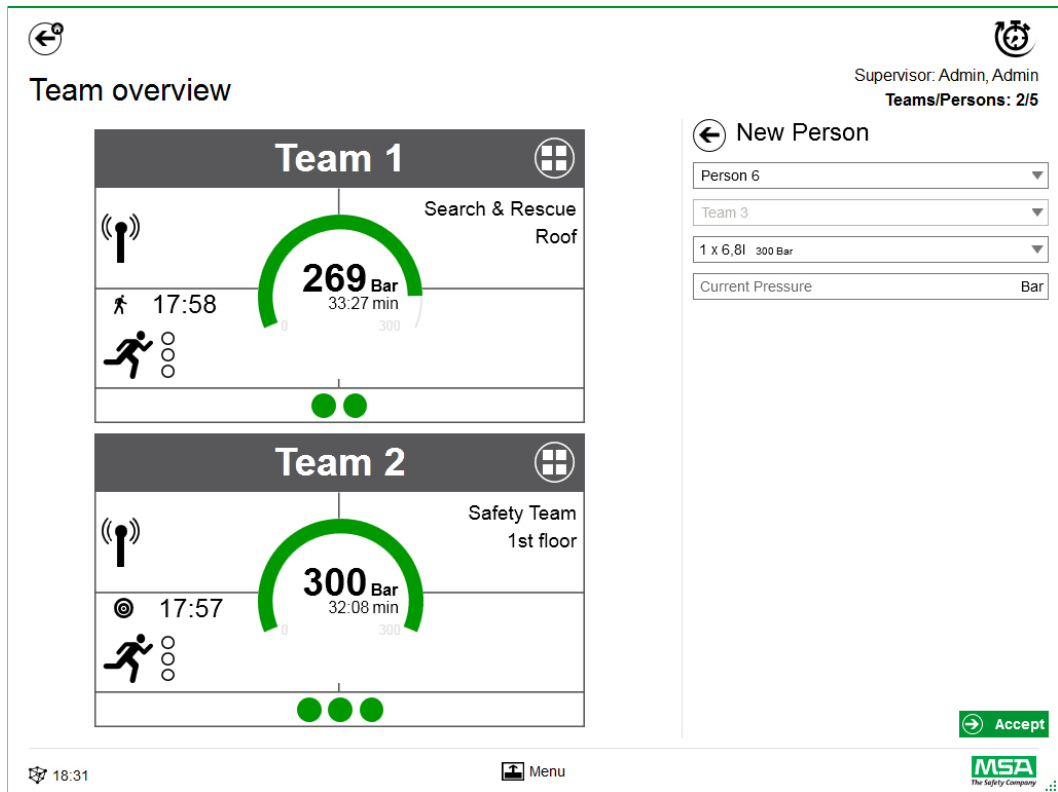 Team overview
Supervisor: Admin, Admin
Teams/Persons: 2/5
Team 1
Search & Rescue
Roof
269 Bar
33:27 min
0 300
17:58
Team 2
Safety Team
1st floor
300 Bar
32:08 min
0 300
17:57
New Person
Person 6
Team 3
1 x 6,8l 300 Bar
Current Pressure Bar
Accept
18:31
Menu
MSA
The Safety Company